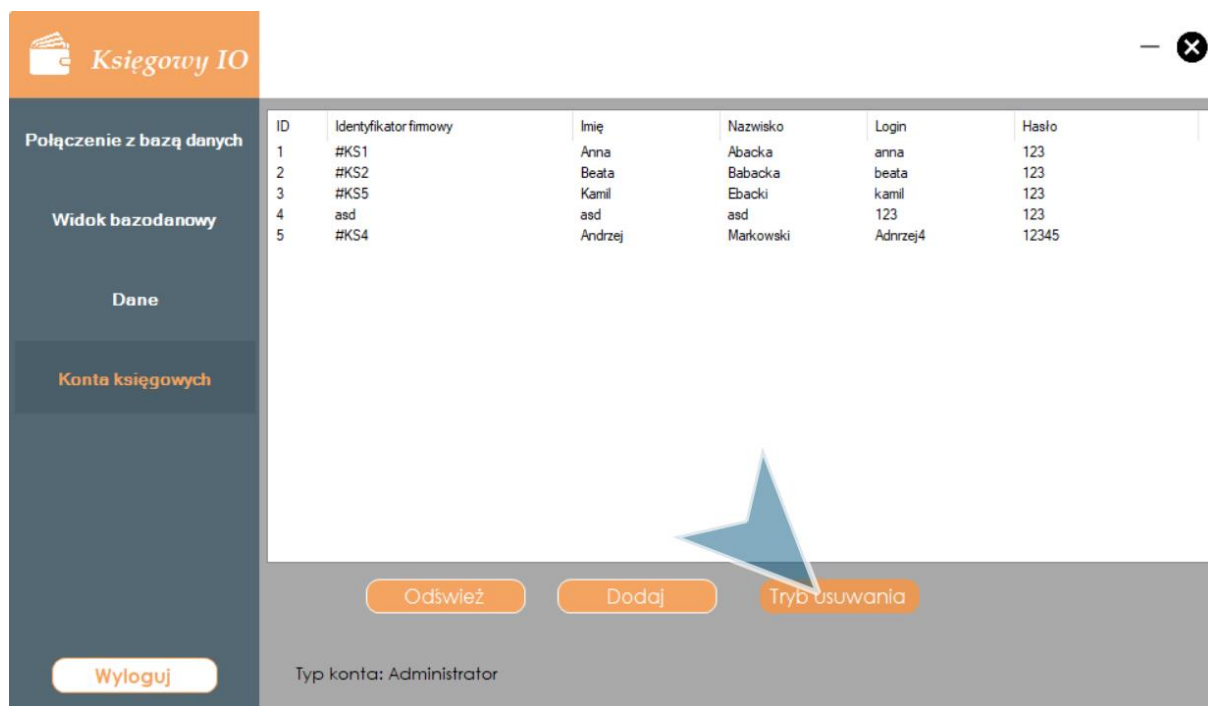 Księgowy IO
Połączenie z bazą danych
Widok bazodanowy
Dane
Konta księgowych
Wyloguj
ID Identyfikator firmowy Imię Nazwisko Login Hasło
1 #KS1 Anna Abacka anna 123
2 #KS2 Beata Babacka beata 123
3 #KS5 Kamil Ebacki kamil 123
4 asd asd asd 123 123
5 #KS4 Andrzej Markowski Adnrzej4 12345
Odśwież Dodaj Tryb usuwania
Typ konta: Administrator